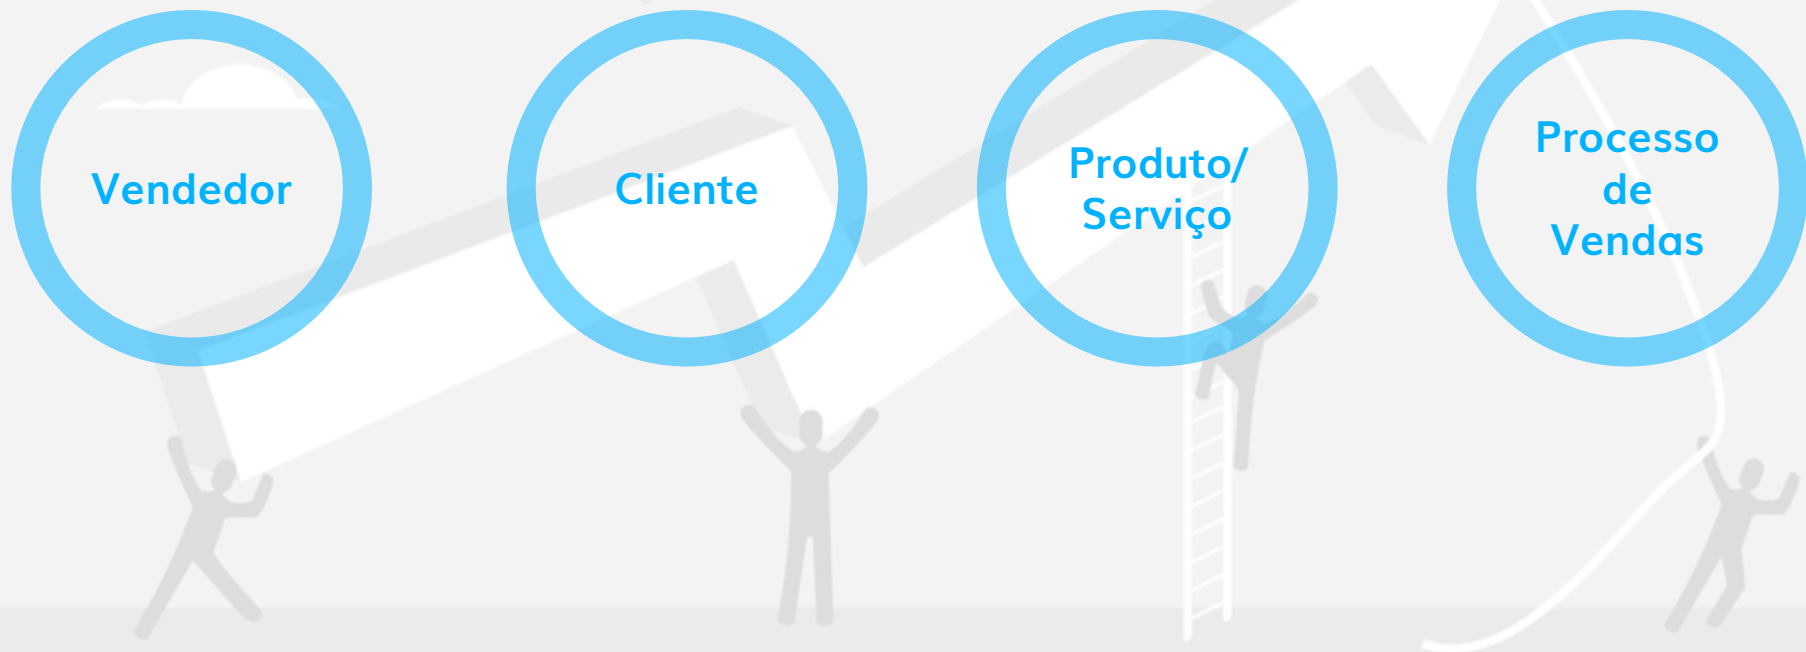 Vendedor
Cliente
Produto/
Serviço
Processo
de
Vendas